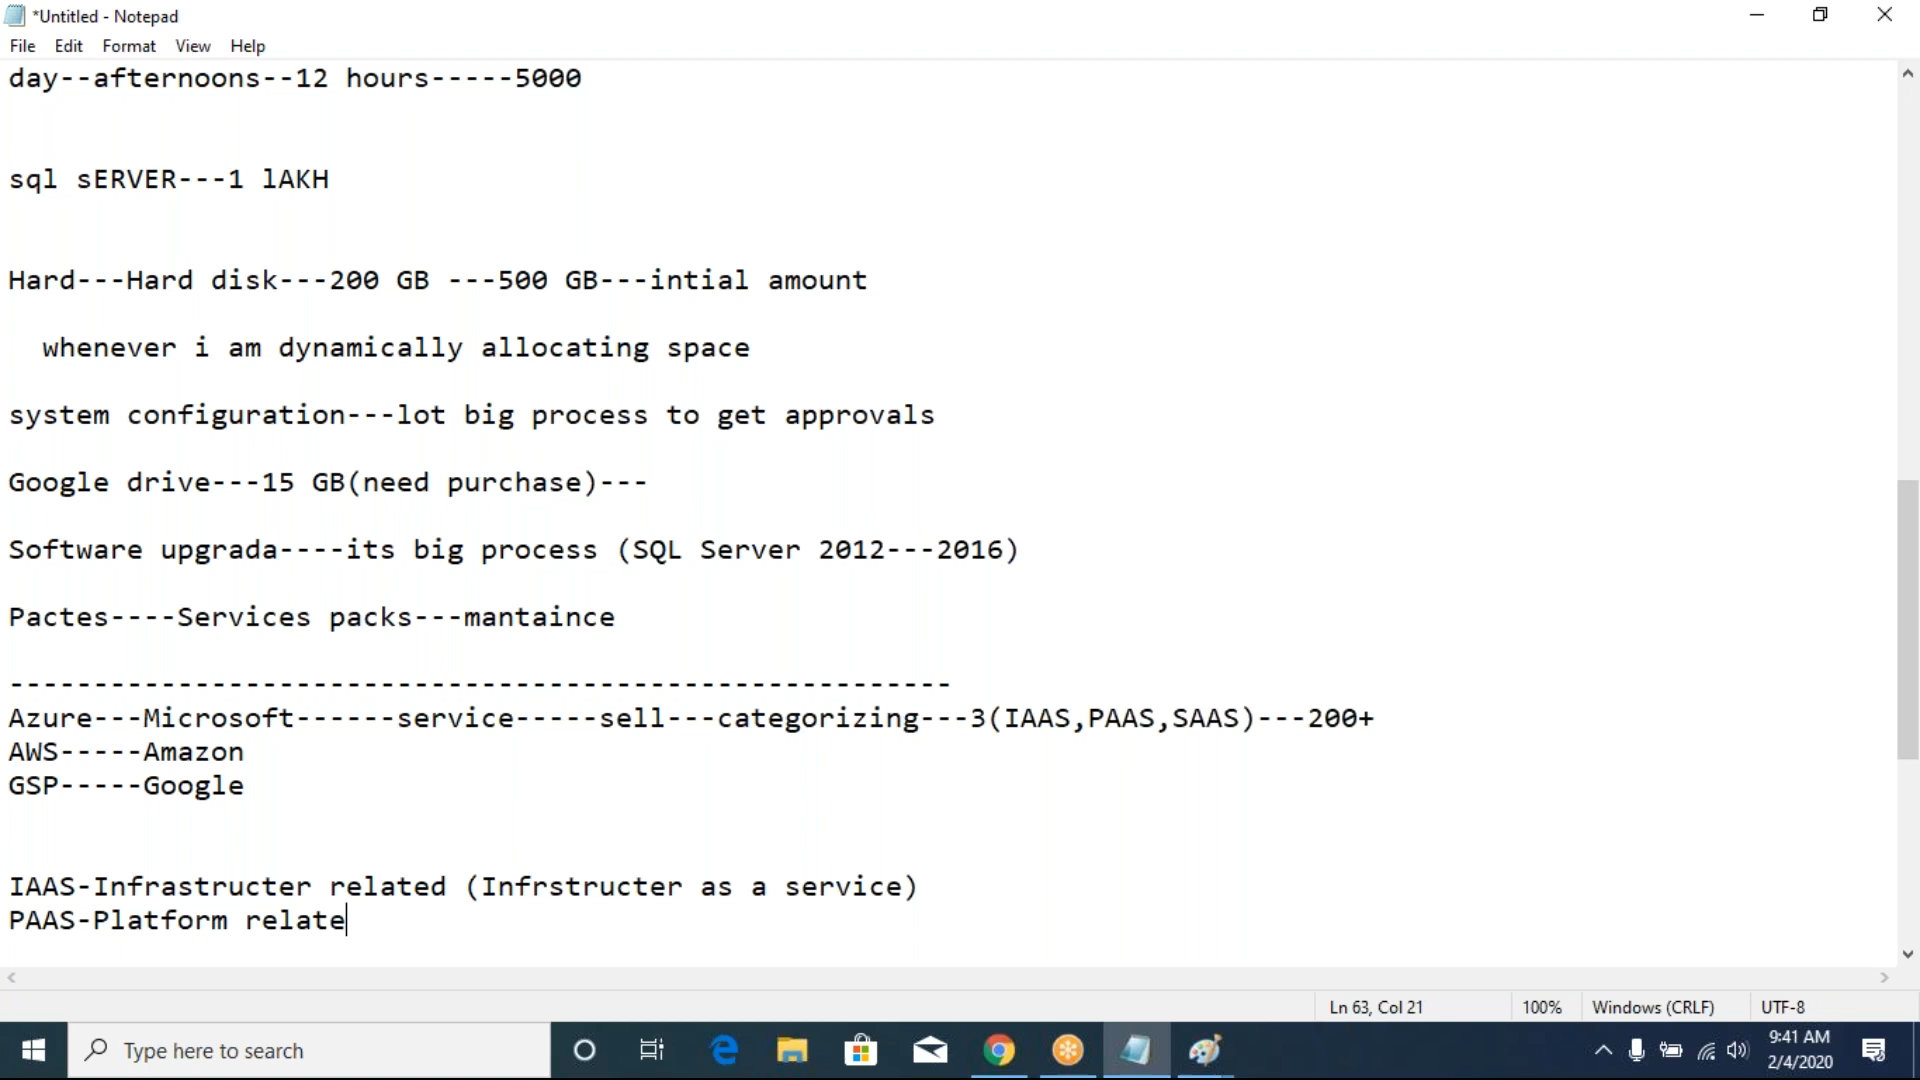 *Untitled - Notepad
File Edit Format View Help
day--afternoons--12 hours-----5000
sql sERVER---1 lAKH
Hard---Hard disk---200 GB ---500 GB---intial amount
whenever i am dynamically allocating space
system configuration---lot big process to get approvals
Google drive---15 GB(need purchase)---
Software upgrada----its big process (SQL Server 2012---2016)
Pactes----Services packs---mantaince
--------------------------------------------------------
Azure---Microsoft------service-----sell---categorizing---3(IAAS,PAAS,SAAS)---200+
AWS-----Amazon
GSP-----Google
IAAS-Infrastructer related (Infrstructer as a service)
PAAS-Platform relate
Ln 63, Col 21 100% Windows (CRLF) UTF-8
Type here to search
9:41 AM
2/4/2020